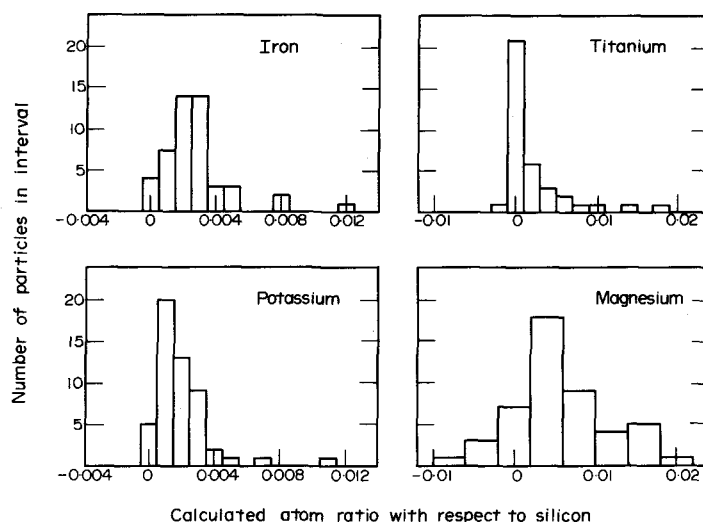 Number of particles in interval
Iron
20
15
10
5
-0.004 0 0.004 0.008 0.012
Titanium
-0.01 0 0.01 0.02
Potassium
20
15
10
5
-0.004 0 0.004 0.008 0.012
Magnesium
-0.01 0 0.01 0.02
Calculated atom ratio with respect to silicon